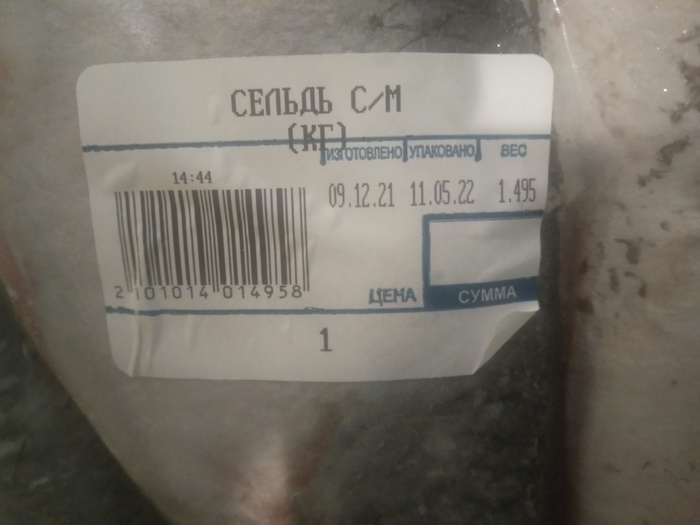 СЕЛЬДЬ С/М
(КГ)
ИЗГОТОВЛЕНО УПАКОВАНО ВЕС
14:44
09.12.21 11.05.22 1.495
2 101014 014958
ЦЕНА СУММА
1